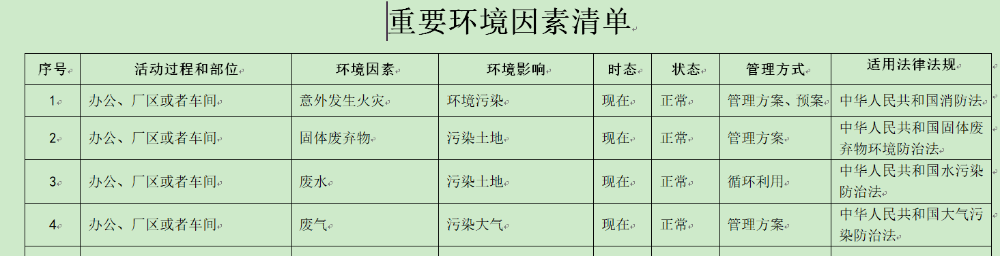 重要环境因素清单
序号 活动过程和部位 环境因素 环境影响 时态 状态 管理方式 适用法律法规
1 办公、厂区或者车间 意外发生火灾 环境污染 现在 正常 管理方案、预案 中华人民共和国消防法
2 办公、厂区或者车间 固体废弃物 污染土地 现在 正常 管理方案 中华人民共和国固体废
弃物环境防治法
3 办公、厂区或者车间 废水 污染土地 现在 正常 循环利用 中华人民共和国水污染
防治法
4 办公、厂区或者车间 废气 污染大气 现在 正常 管理方案 中华人民共和国大气污
染防治法